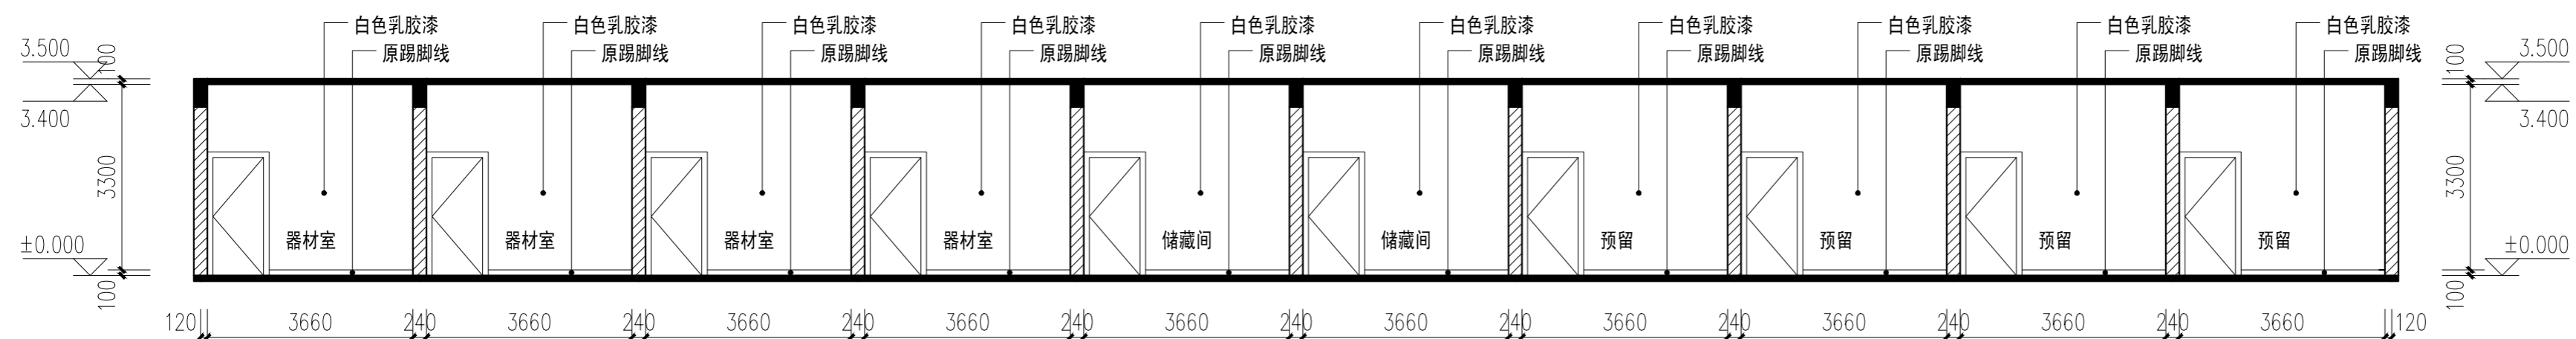 白色乳胶漆 白色乳胶漆 白色乳胶漆 白色乳胶漆 白色乳胶漆 白色乳胶漆 白色乳胶漆 白色乳胶漆 白色乳胶漆 白色乳胶漆
3.500 100 原踢脚线 原踢脚线 原踢脚线 原踢脚线 原踢脚线 原踢脚线 原踢脚线 原踢脚线 原踢脚线 原踢脚线 100 3.500
3.400 3.400
3300 3300
±0.000 器材室 器材室 器材室 器材室 储藏间 储藏间 预留 预留 预留 预留 ±0.000
100 100
120 3660 240 3660 240 3660 240 3660 240 3660 240 3660 240 3660 240 3660 240 3660 240 3660 120